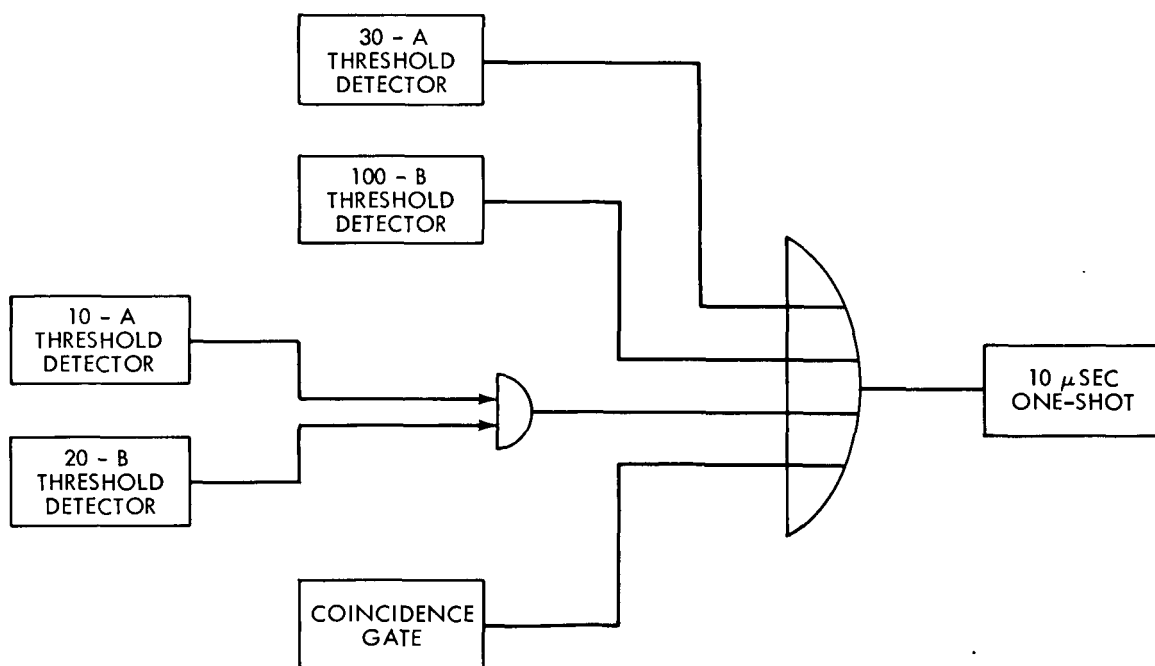 30 - A
THRESHOLD
DETECTOR
100 - B
THRESHOLD
DETECTOR
10 - A
THRESHOLD
DETECTOR
20 - B
THRESHOLD
DETECTOR
COINCIDENCE
GATE
10 μSEC
ONE-SHOT